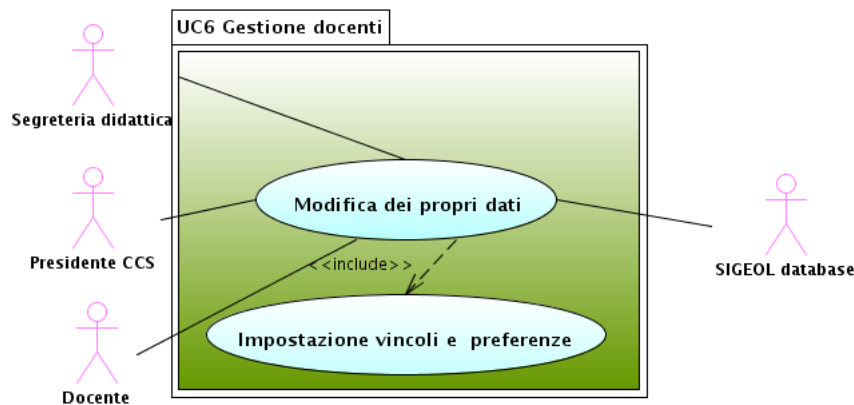 UC6 Gestione docenti
Segreteria didattica
Modifica dei propri dati
Presidente CCS
<<include>>
SIGEOL database
Impostazione vincoli e preferenze
Docente